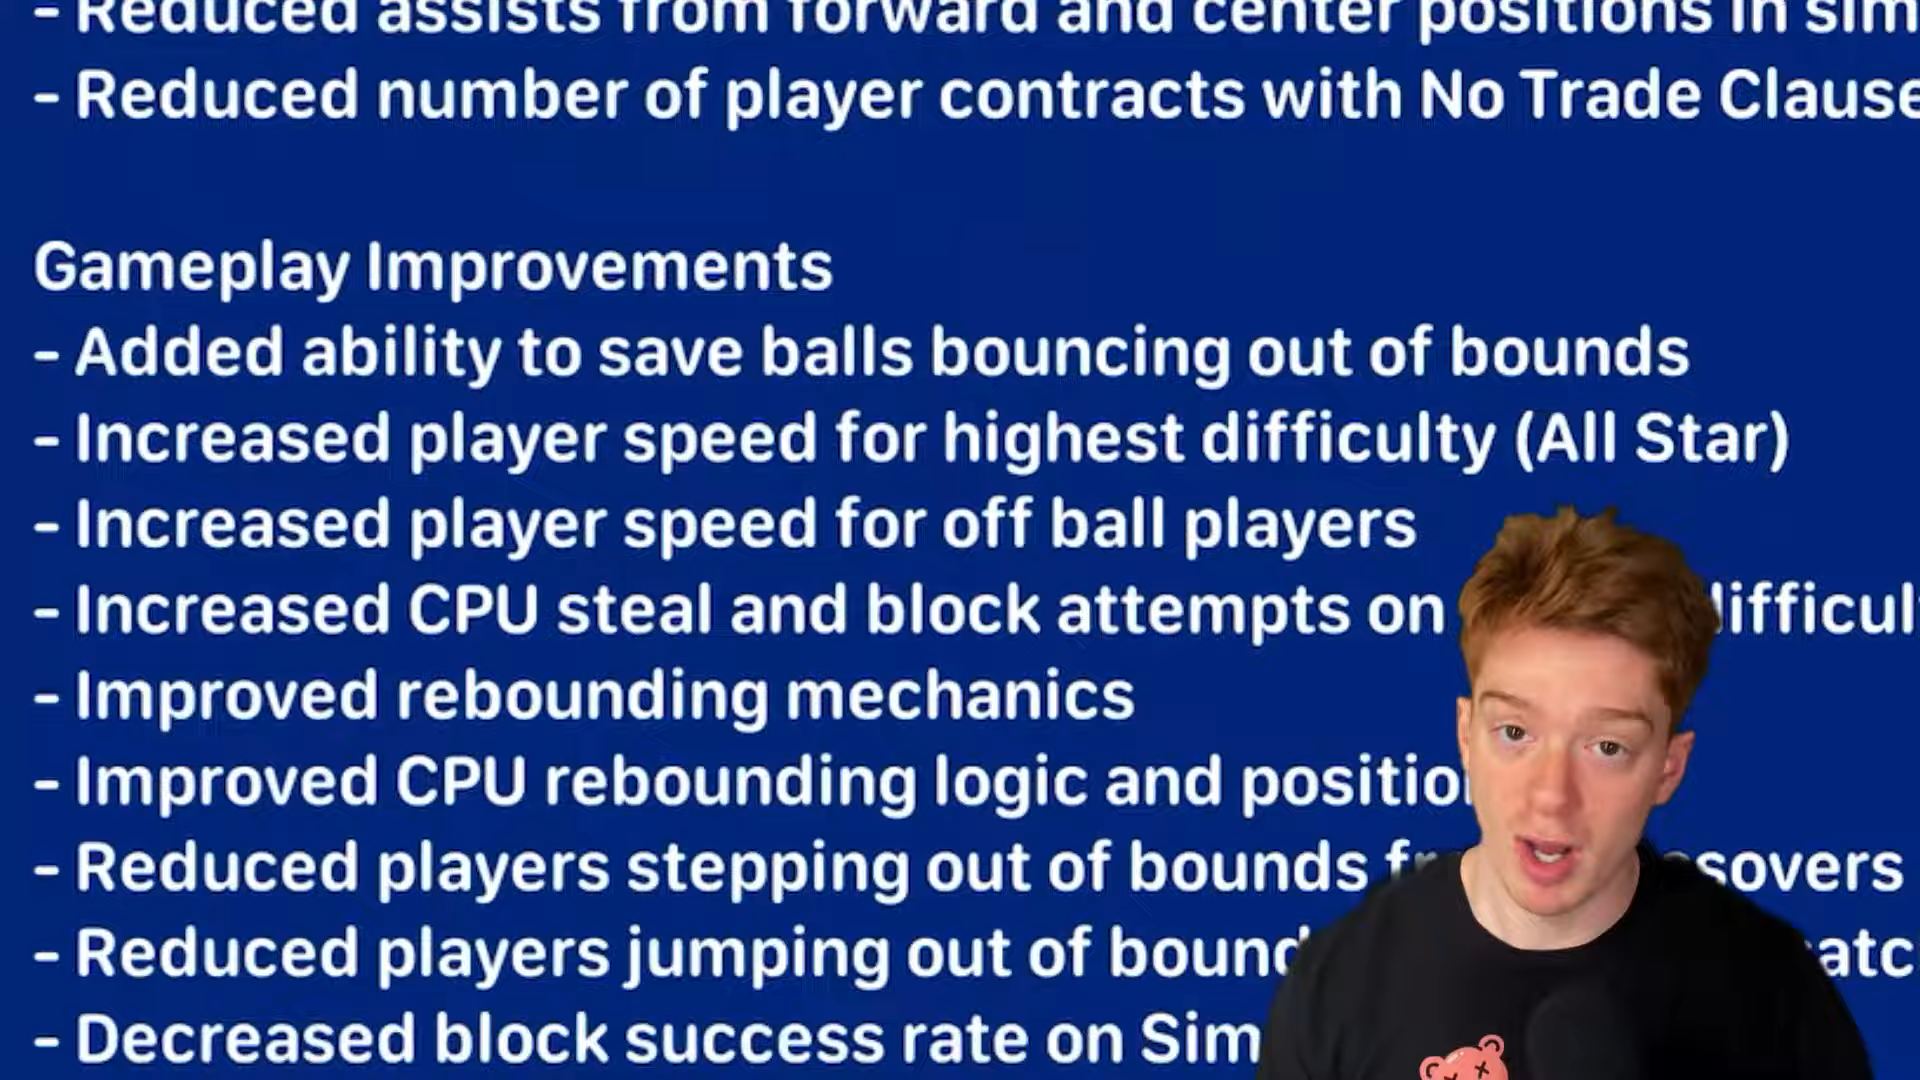 - Reduced assists from forward and center positions in sim
- Reduced number of player contracts with No Trade Clause
Gameplay Improvements
- Added ability to save balls bouncing out of bounds
- Increased player speed for highest difficulty (All Star)
- Increased player speed for off ball players
- Increased CPU steal and block attempts on
- Improved rebounding mechanics
- Improved CPU rebounding logic and
- Reduced players stepping out of bounds
- Reduced players jumping out of
- Decreased block success rate on Sim